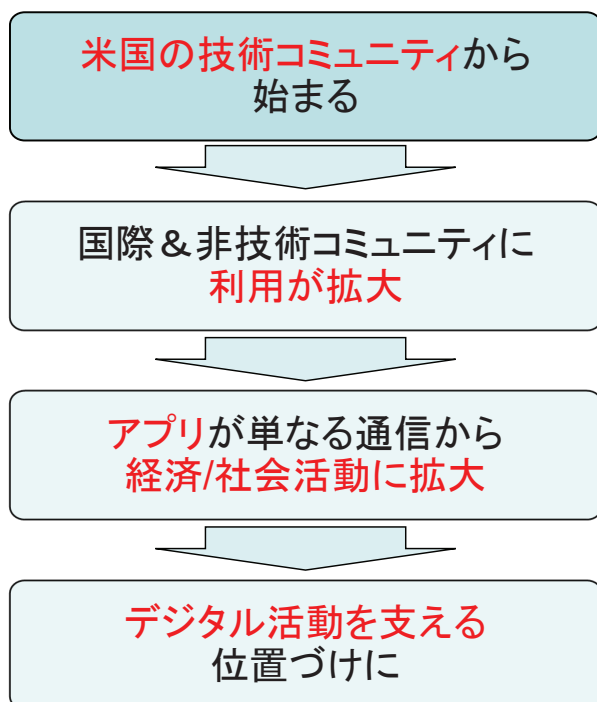 米国の技術コミュニティから
始まる
国際＆非技術コミュニティに
利用が拡大
アプリが単なる通信から
経済/社会活動に拡大
デジタル活動を支える
位置づけに